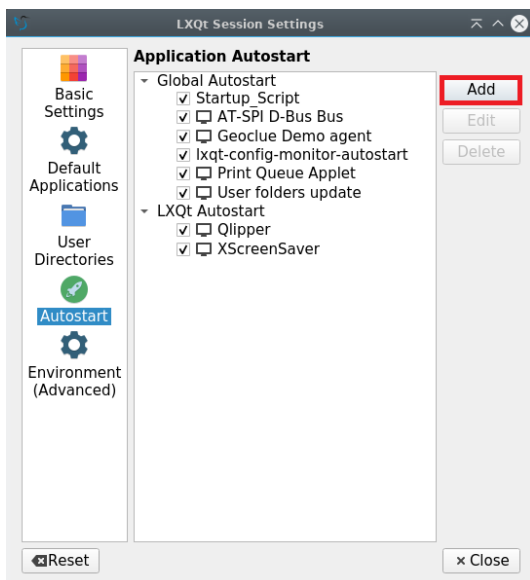 LXQt Session Settings
Basic
Settings
Default
Applications
User
Directories
Autostart
Environment
(Advanced)
Application Autostart
Global Autostart
Startup_Script
AT-SPI D-Bus Bus
Geoclue Demo agent
lxqt-config-monitor-autostart
Print Queue Applet
User folders update
LXQt Autostart
Qlipper
XScreenSaver
Add
Edit
Delete
Reset
Close